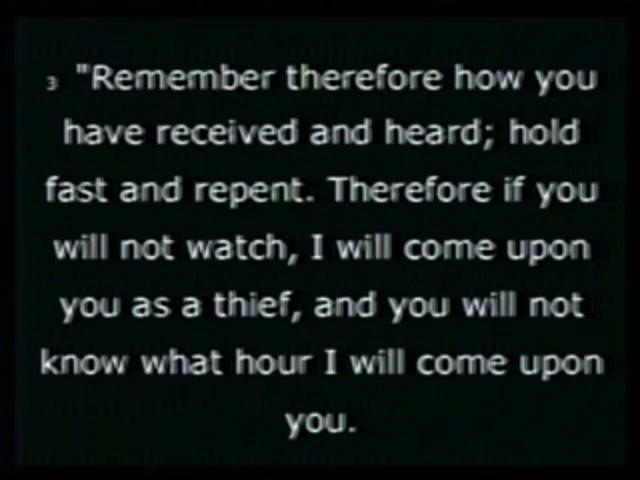 3 "Remember therefore how you
have received and heard; hold
fast and repent. Therefore if you
will not watch, I will come upon
you as a thief, and you will not
know what hour I will come upon
you.